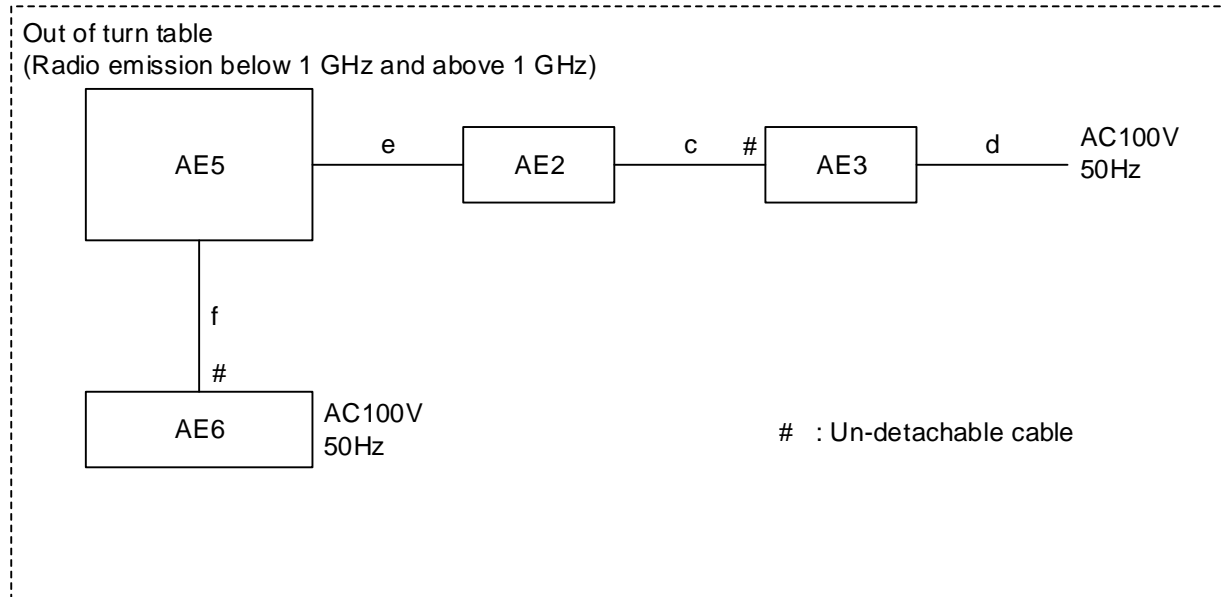 Out of turn table
(Radio emission below 1 GHz and above 1 GHz)
AE5
e
AE2
c
#
AE3
d
AC100V
50Hz
f
#
AE6
AC100V
50Hz
# : Un-detachable cable